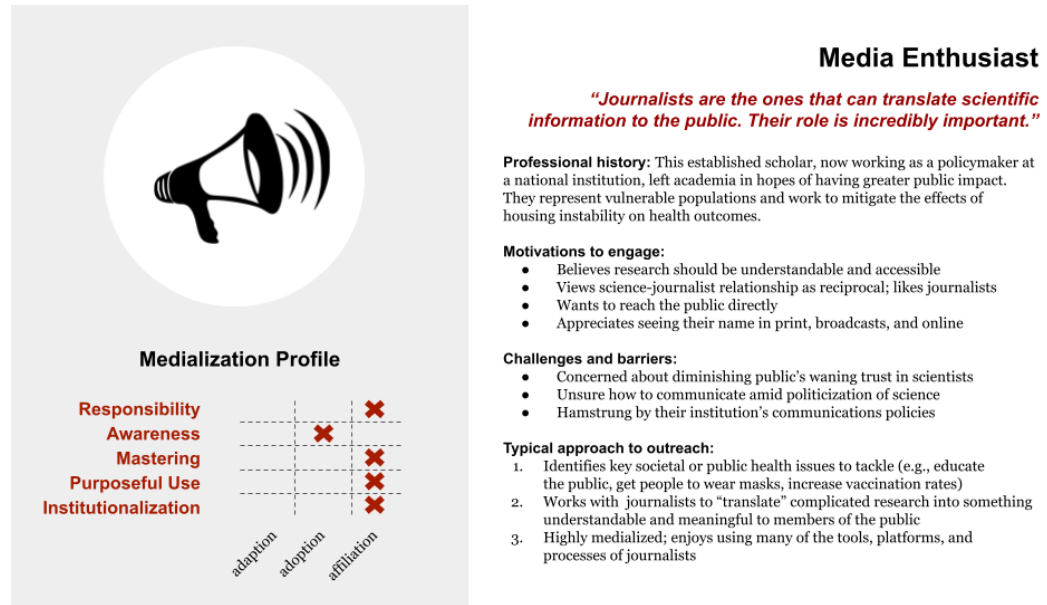 Medialization Profile
Responsibility
Awareness
Mastering
Purposeful Use
Institutionalization
adaption
adoption
affiliation
Media Enthusiast
“Journalists are the ones that can translate scientific
information to the public. Their role is incredibly important.”
Professional history: This established scholar, now working as a policymaker at
a national institution, left academia in hopes of having greater public impact.
They represent vulnerable populations and work to mitigate the effects of
housing instability on health outcomes.
Motivations to engage:
● Believes research should be understandable and accessible
● Views science-journalist relationship as reciprocal; likes journalists
● Wants to reach the public directly
● Appreciates seeing their name in print, broadcasts, and online
Challenges and barriers:
● Concerned about diminishing public’s waning trust in scientists
● Unsure how to communicate amid politicization of science
● Hamstrung by their institution’s communications policies
Typical approach to outreach:
1. Identifies key societal or public health issues to tackle (e.g., educate
the public, get people to wear masks, increase vaccination rates)
2. Works with journalists to “translate” complicated research into something
understandable and meaningful to members of the public
3. Highly medialized; enjoys using many of the tools, platforms, and
processes of journalists